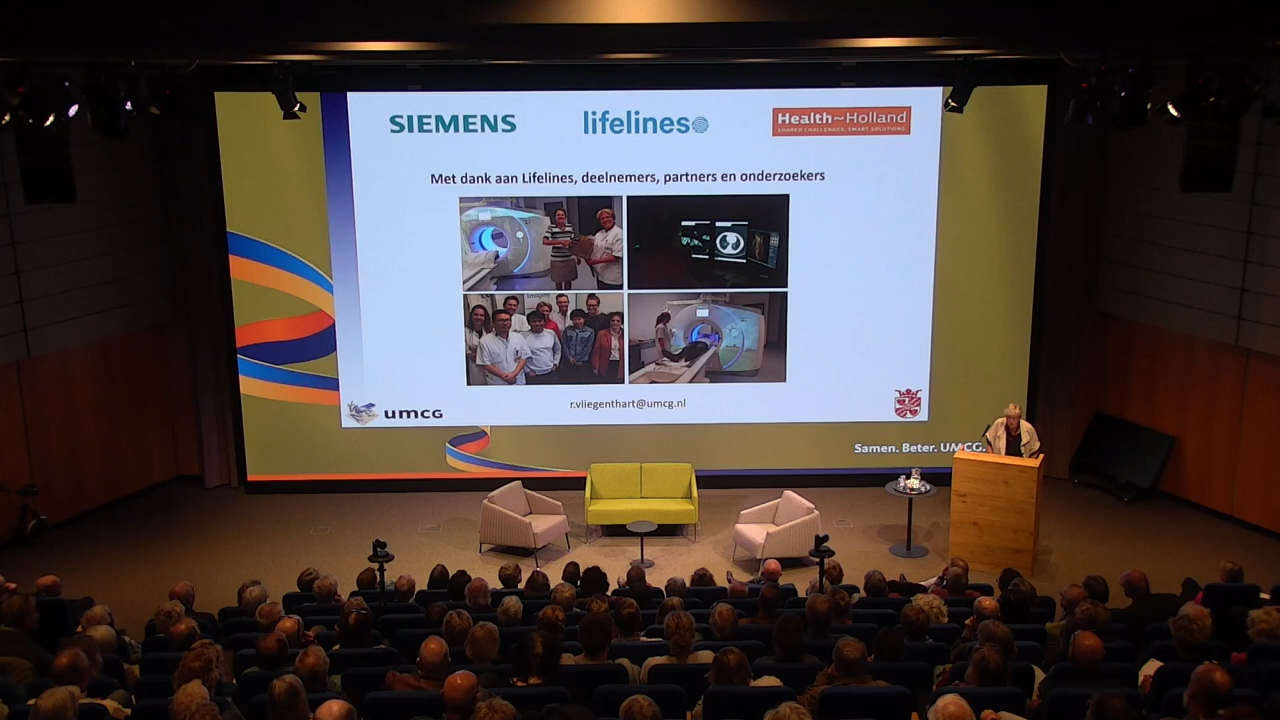 SIEMENS
lifelines
Health~Holland
SHARED CHALLENGES, SMART SOLUTIONS
Met dank aan Lifelines, deelnemers, partners en onderzoekers
r.vliegenthart@umcg.nl
umcg
Samen. Beter. UMCG.